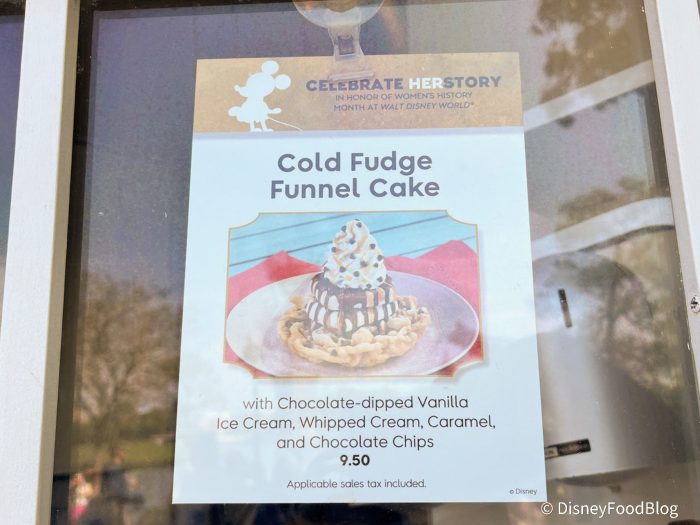 CELEBRATE HERSTORY
IN HONOR OF WOMEN'S HISTORY
MONTH AT WALT DISNEY WORLD®
Cold Fudge
Funnel Cake
with Chocolate-dipped Vanilla
Ice Cream, Whipped Cream, Caramel,
and Chocolate Chips
9.50
Applicable sales tax included.
© Disney
© DisneyFoodBlog